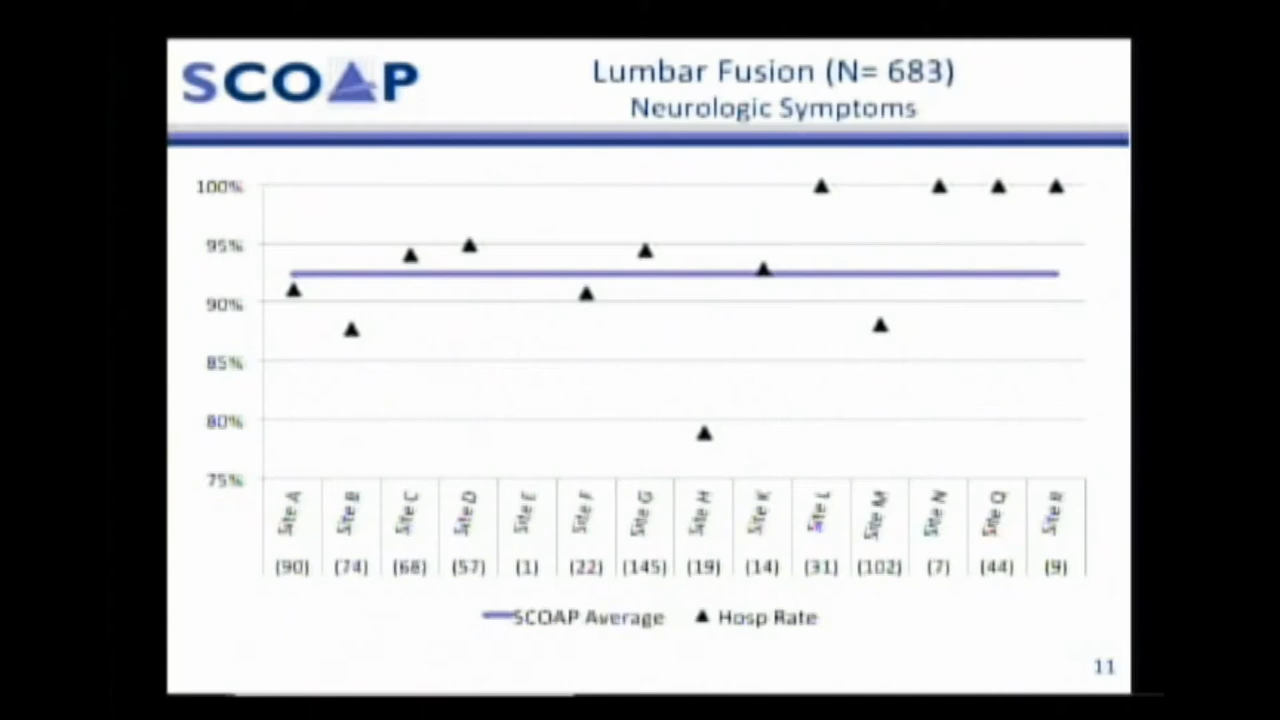 SCOAP
Lumbar Fusion (N= 683)
Neurologic Symptoms
100%
95%
90%
85%
80%
75%
Site A Site B Site C Site D Site E Site F Site G Site H Site K Site L Site M Site N Site Q Site R
(90) (74) (68) (57) (1) (22) (145) (19) (14) (31) (102) (7) (44) (9)
SCOAP Average Hosp Rate
11